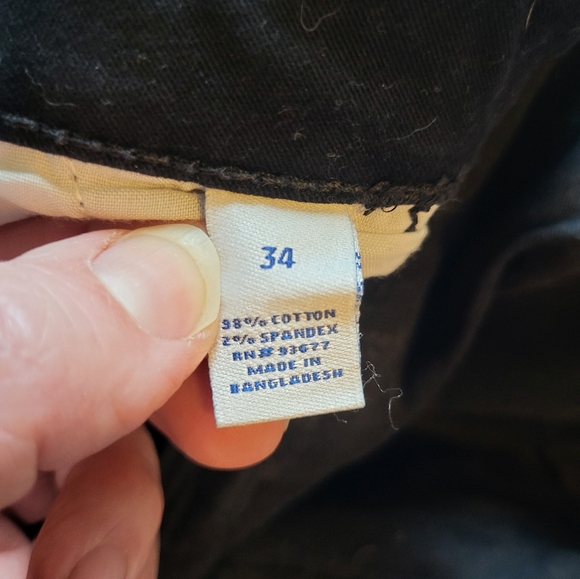 34
98% COTTON
2% SPANDEX
RN# 93677
MADE IN
BANGLADESH